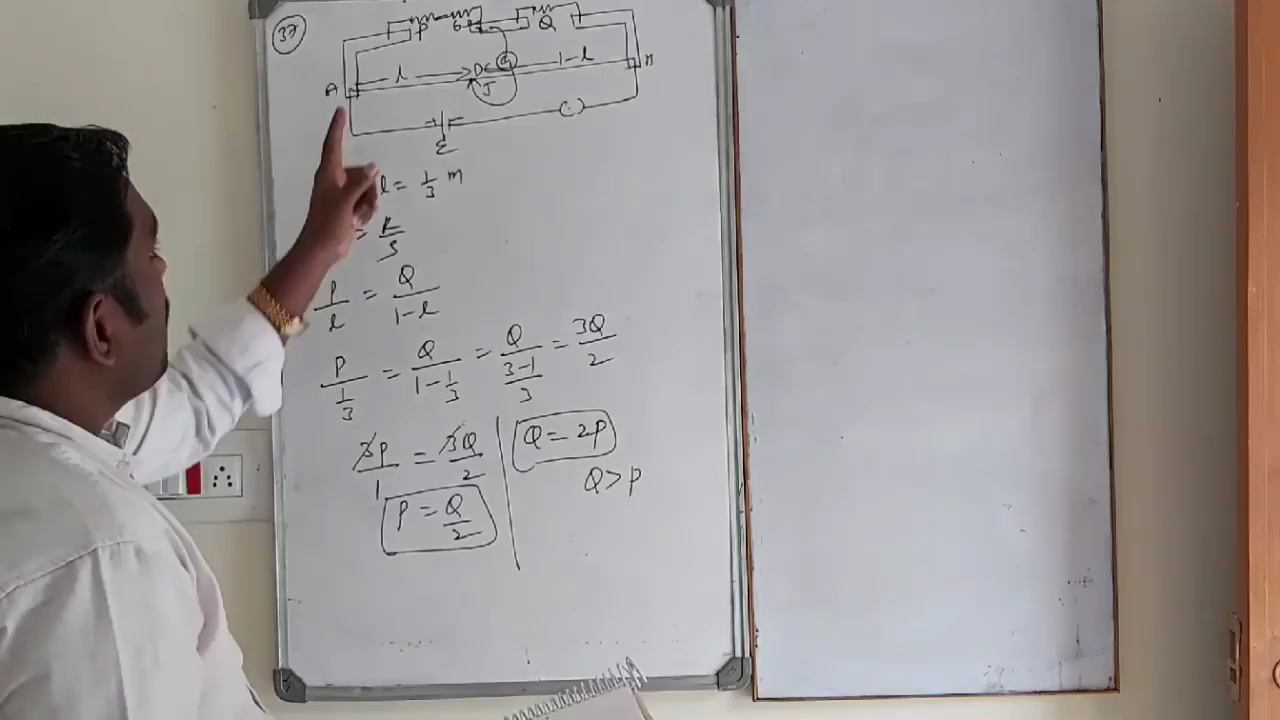 37
P G Q
l D G 1-l
A J B
E
l = 1/3 m
= R/S
P/l = Q/(1-l)
P/(1/3) = Q/(1-1/3) = Q/((3-1)/3) = 3Q/2
3P/1 = 3Q/2
Q = 2P
Q > P
P = Q/2